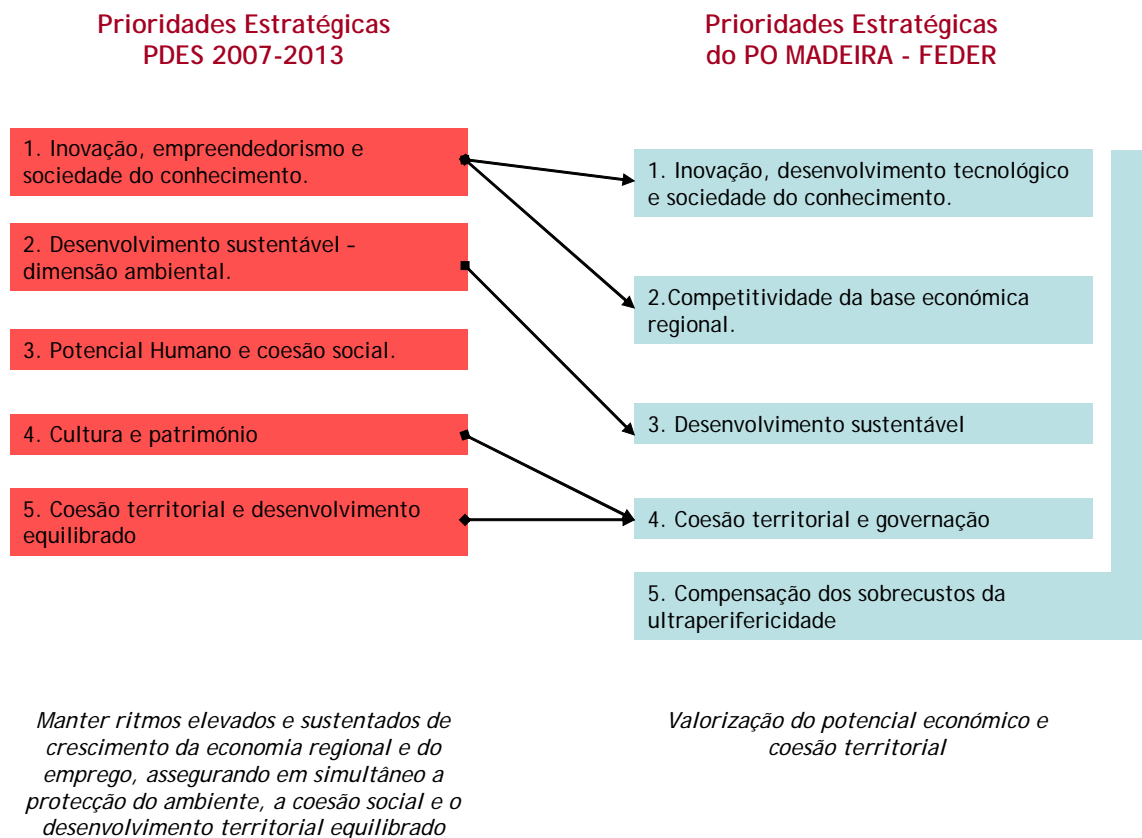 Prioridades Estratégicas
PDES 2007-2013
1. Inovação, empreendedorismo e
sociedade do conhecimento.
2. Desenvolvimento sustentável –
dimensão ambiental.
3. Potencial Humano e coesão social.
4. Cultura e património
5. Coesão territorial e desenvolvimento
equilibrado
Manter ritmos elevados e sustentados de
crescimento da economia regional e do
emprego, assegurando em simultâneo a
protecção do ambiente, a coesão social e o
desenvolvimento territorial equilibrado
Prioridades Estratégicas
do PO MADEIRA - FEDER
1. Inovação, desenvolvimento tecnológico
e sociedade do conhecimento.
2.Competitividade da base económica
regional.
3. Desenvolvimento sustentável
4. Coesão territorial e governação
5. Compensação dos sobrecustos da
ultraperifericidade
Valorização do potencial económico e
coesão territorial